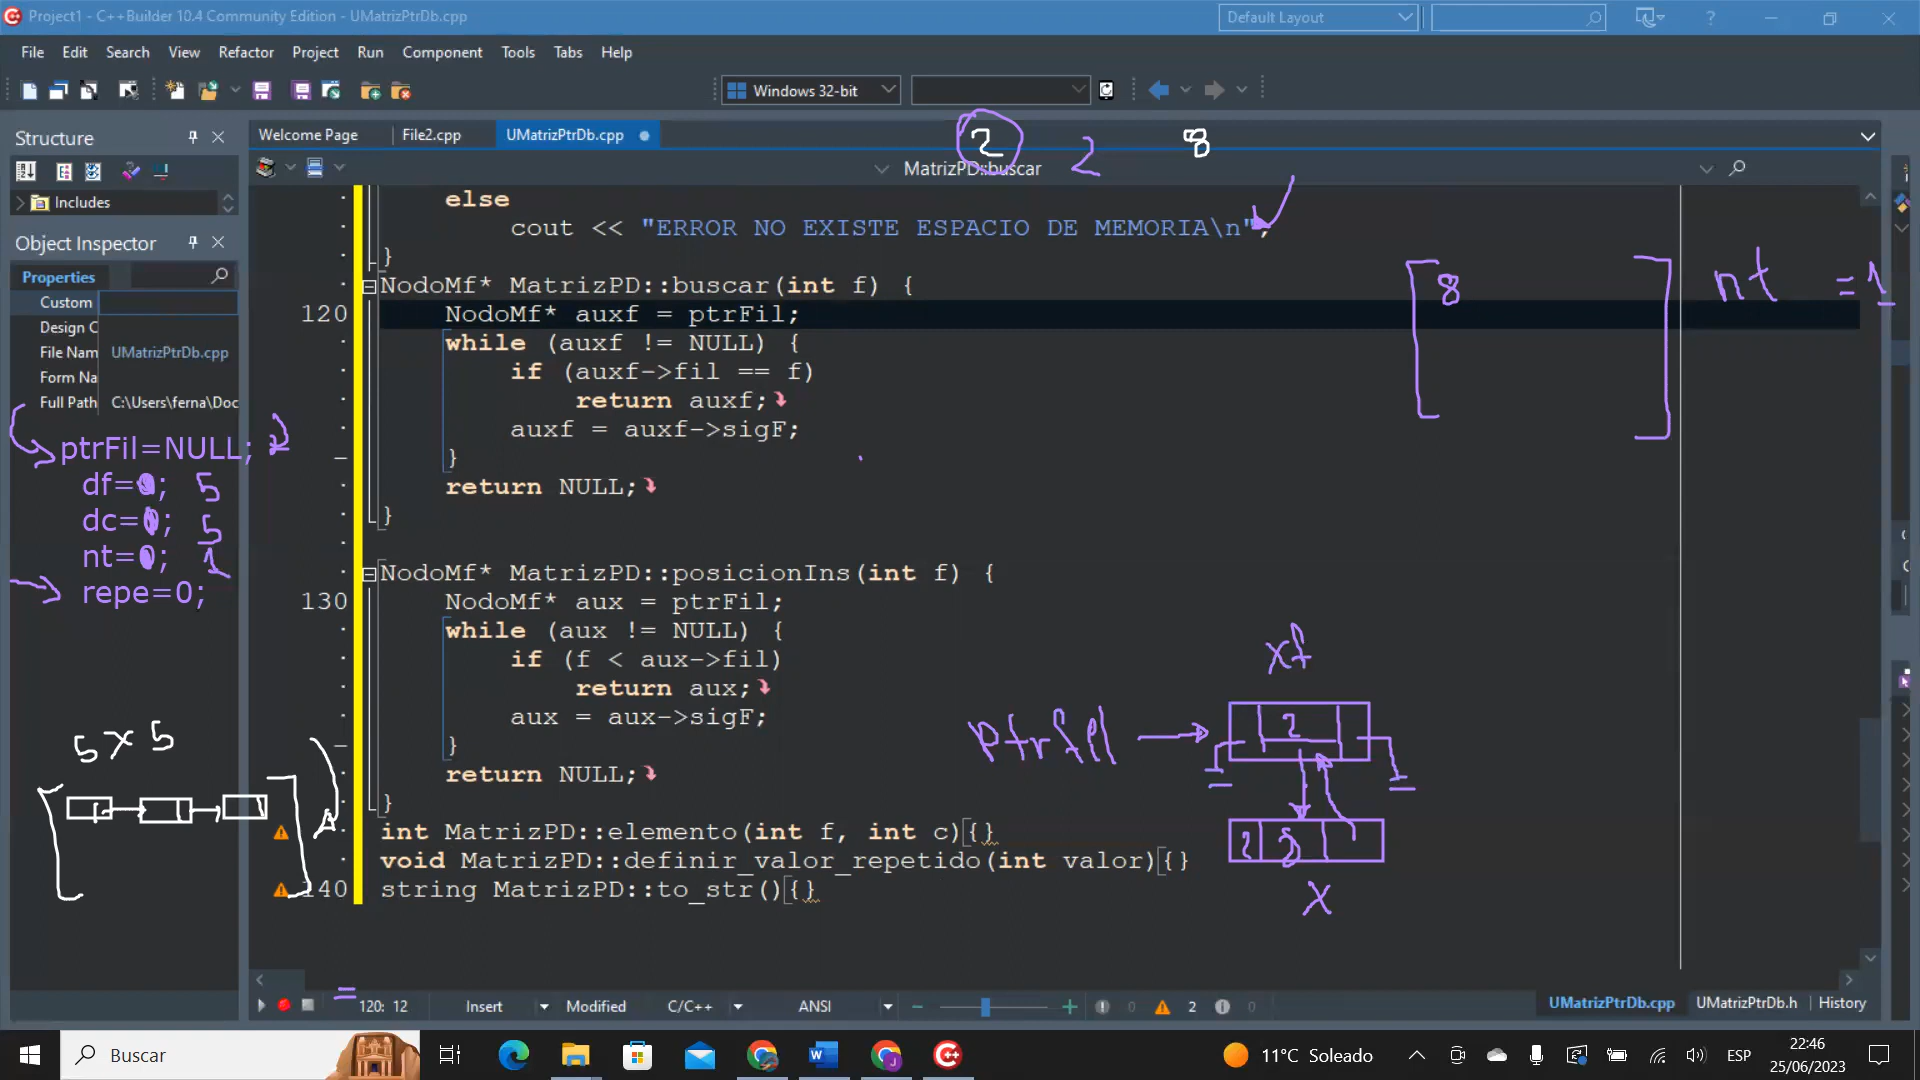 Project1 - C++Builder 10.4 Community Edition - UMatrizPtrDb.cpp
Default Layout
File Edit Search View Refactor Project Run Component Tools Tabs Help
Windows 32-bit
Structure
Welcome Page File2.cpp UMatrizPtrDb.cpp
2 2 8
MatrizPD::buscar
Includes
Object Inspector
Properties
Custom
Design C
File Nam UMatrizPtrDb.cpp
Form Na
Full Path C:\Users\ferna\Doc
ptrFil=NULL;
df=0; 5
dc=0; 5
nt=0; 1
repe=0;
5 x 5
else
cout << "ERROR NO EXISTE ESPACIO DE MEMORIA\n";
}
NodoMf* MatrizPD::buscar(int f) {
120 NodoMf* auxf = ptrFil;
while (auxf != NULL) {
if (auxf->fil == f)
return auxf;
auxf = auxf->sigF;
}
return NULL;
}
NodoMf* MatrizPD::posicionIns(int f) {
130 NodoMf* aux = ptrFil;
while (aux != NULL) {
if (f < aux->fil)
return aux;
aux = aux->sigF;
}
return NULL;
}
int MatrizPD::elemento(int f, int c){}
void MatrizPD::definir_valor_repetido(int valor){}
140 string MatrizPD::to_str(){}
8
nt = 1
xf
Ptrfil 2
2
x
=
120: 12 Insert Modified C/C++ ANSI 0 2 0
UMatrizPtrDb.cpp UMatrizPtrDb.h History
Buscar
11°C Soleado
ESP
22:46
25/06/2023